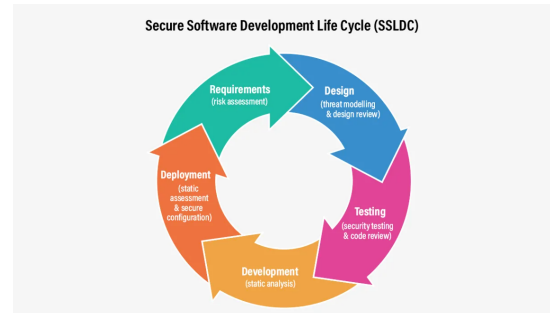 Secure Software Development Life Cycle (SSLDC)
Requirements
(risk assessment)
Design
(threat modelling
& design review)
Testing
(security testing
& code review)
Development
(static analysis)
Deployment
(static
assessment
& secure
configuration)